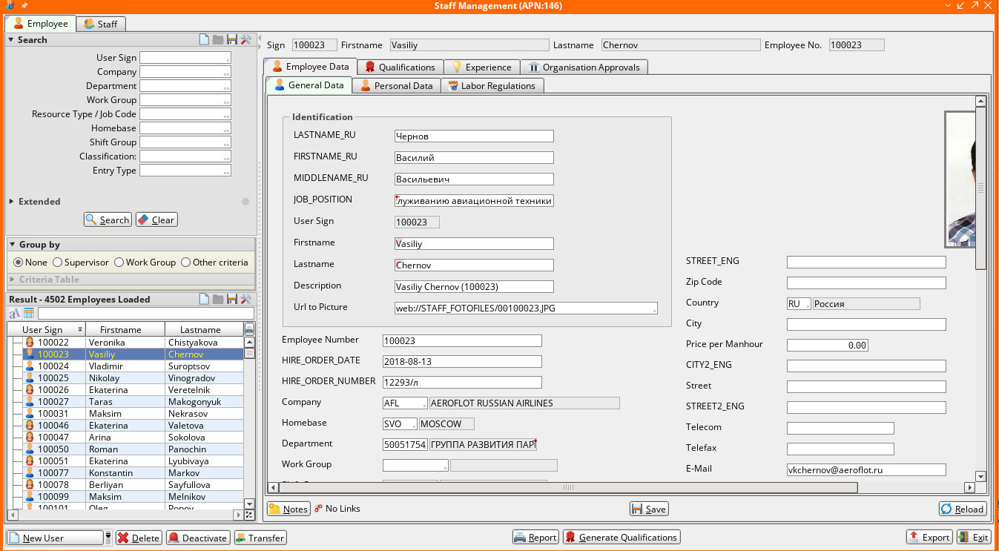 Staff Management (APN:146)
Employee Staff
Search
User Sign
Company
Department
Work Group
Resource Type / Job Code
Homebase
Shift Group
Classification:
Entry Type
Extended
Search Clear
Group by
None Supervisor Work Group Other criteria
Criteria Table
Result - 4502 Employees Loaded
User Sign Firstname Lastname
100022 Veronika Chistyakova
100023 Vasiliy Chernov
100024 Vladimir Suroptsov
100025 Nikolay Vinogradov
100026 Ekaterina Veretelnik
100027 Taras Makogonyuk
100031 Maksim Nekrasov
100046 Ekaterina Valetova
100047 Arina Sokolova
100050 Roman Panochin
100051 Ekaterina Lyubivaya
100077 Konstantin Markov
100078 Berliyan Sayfullova
100099 Maksim Melnikov
100101 Oleg Popov
Sign 100023 Firstname Vasiliy Lastname Chernov Employee No. 100023
Employee Data Qualifications Experience Organisation Approvals
General Data Personal Data Labor Regulations
Identification
LASTNAME_RU Чернов
FIRSTNAME_RU Василий
MIDDLENAME_RU Васильевич
JOB_POSITION луживанию авиационной техники
User Sign 100023
Firstname Vasiliy
Lastname Chernov
Description Vasiliy Chernov (100023)
Url to Picture web://STAFF_FOTOFILES/00100023.JPG
Employee Number 100023
HIRE_ORDER_DATE 2018-08-13
HIRE_ORDER_NUMBER 12293/л
Company AFL AEROFLOT RUSSIAN AIRLINES
Homebase SVO MOSCOW
Department 50051754 ГРУППА РАЗВИТИЯ ПАР
Work Group
STREET_ENG
Zip Code
Country RU Россия
City
Price per Manhour 0.00
CITY2_ENG
Street
STREET2_ENG
Telecom
Telefax
E-Mail vkchernov@aeroflot.ru
Notes No Links Save Reload
New User Delete Deactivate Transfer Report Generate Qualifications Export Exit